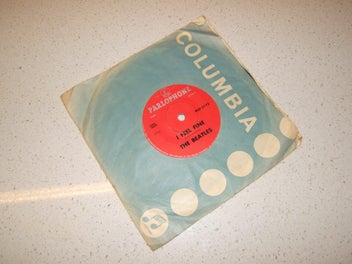 COLUMBIA
PARLOPHONE
I FEEL FINE
THE BEATLES